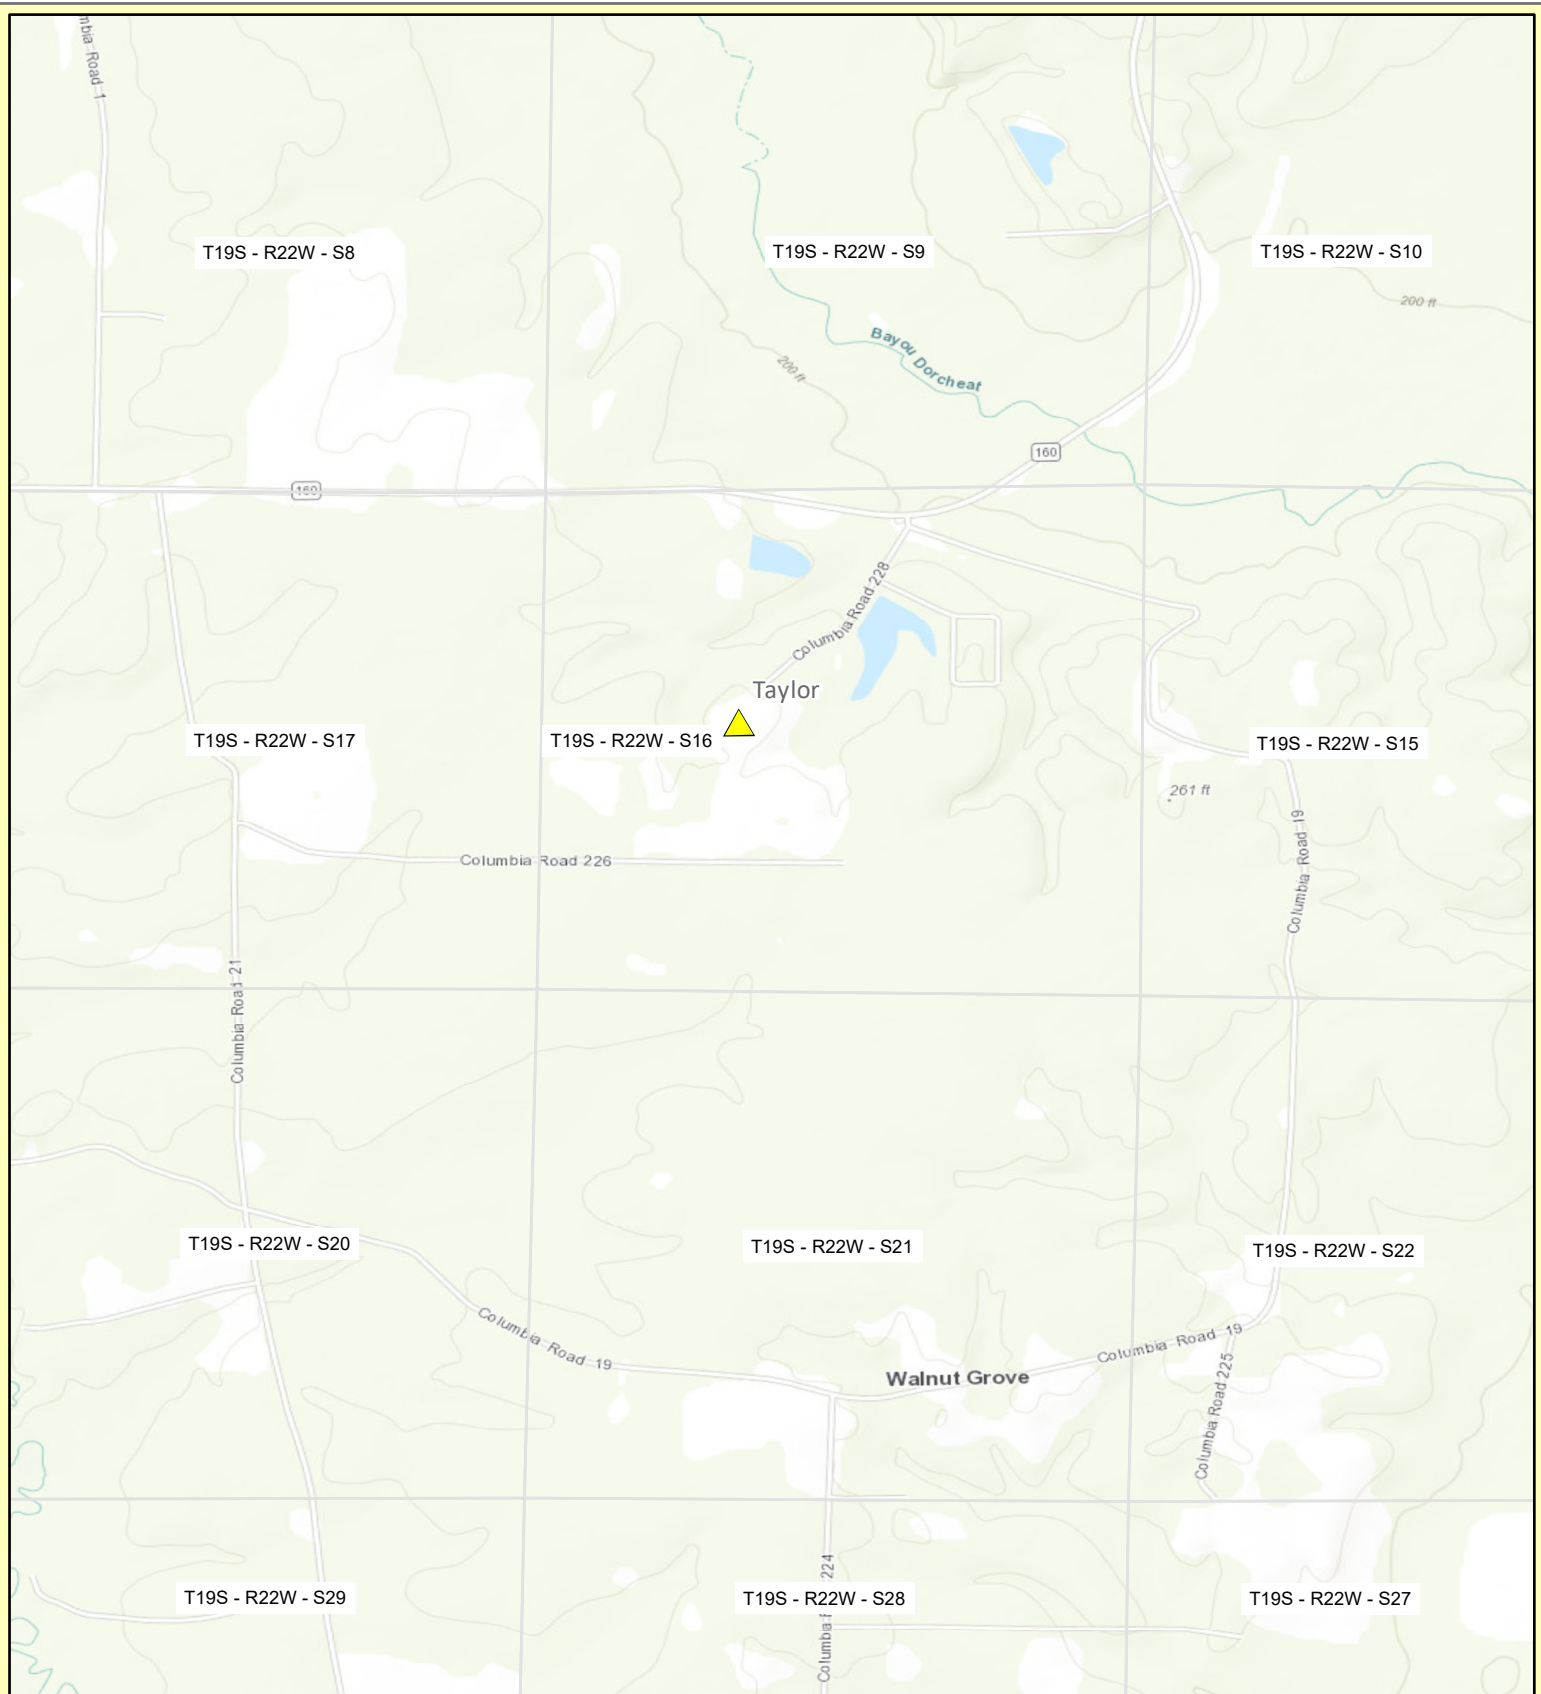 mbia Road 1
T19S - R22W - S8
T19S - R22W - S9
T19S - R22W - S10
200 ft
Bayou Dorcheat
200 ft
160
160
Columbia Road 228
Taylor
T19S - R22W - S17
T19S - R22W - S16
T19S - R22W - S15
261 ft
Columbia Road 19
Columbia Road 226
Columbia Road 21
T19S - R22W - S20
T19S - R22W - S21
T19S - R22W - S22
Columbia Road 19
Columbia Road 19
Walnut Grove
Columbia Road 225
T19S - R22W - S29
T19S - R22W - S28
T19S - R22W - S27
Columbia R 224